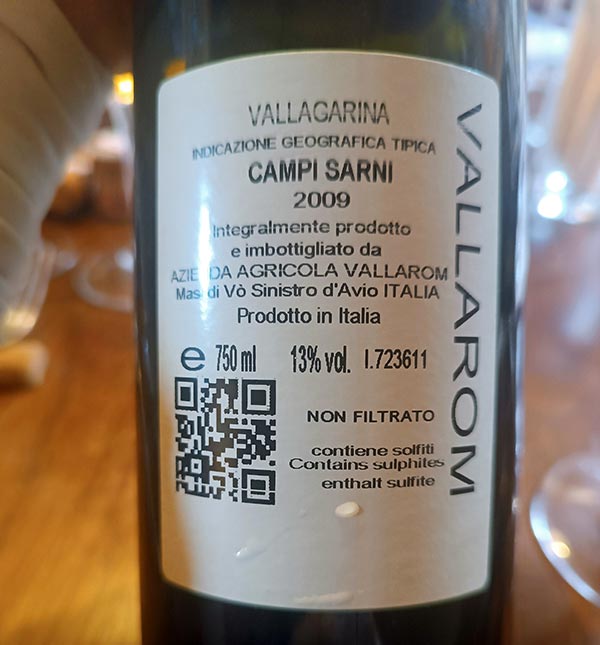 VALLAGARINA
INDICAZIONE GEOGRAFICA TIPICA
CAMPI SARNI
2009
Integralmente prodotto
e imbottigliato da
AZIENDA AGRICOLA VALLAROM
Masi di Vò Sinistro d'Avio ITALIA
Prodotto in Italia
e 750 ml 13% vol. l.723611
NON FILTRATO
contiene solfiti
Contains sulphites
enthalt sulfite
VALLAROM